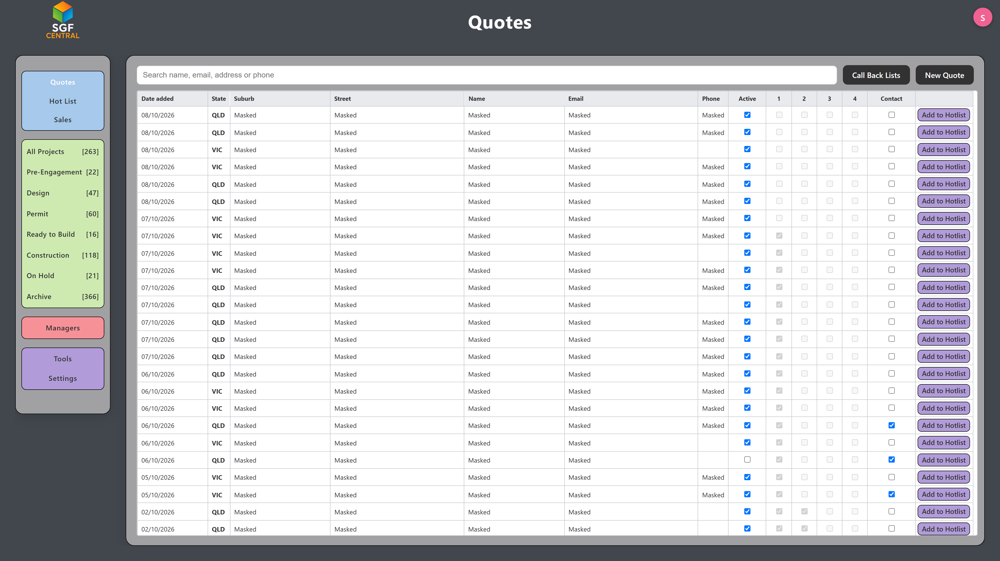 SGF
CENTRAL
Quotes
S
Quotes
Hot List
Sales
All Projects [263]
Pre-Engagement [22]
Design [47]
Permit [60]
Ready to Build [16]
Construction [118]
On Hold [21]
Archive [366]
Managers
Tools
Settings
Search name, email, address or phone
Call Back Lists
New Quote
Date added State Suburb Street Name Email Phone Active 1 2 3 4 Contact
08/10/2026 QLD Masked Masked Masked Masked Masked Add to Hotlist
08/10/2026 QLD Masked Masked Masked Masked Masked Add to Hotlist
08/10/2026 VIC Masked Masked Masked Masked Add to Hotlist
08/10/2026 VIC Masked Masked Masked Masked Masked Add to Hotlist
08/10/2026 QLD Masked Masked Masked Masked Masked Add to Hotlist
08/10/2026 QLD Masked Masked Masked Masked Masked Add to Hotlist
07/10/2026 VIC Masked Masked Masked Masked Masked Add to Hotlist
07/10/2026 VIC Masked Masked Masked Masked Masked Add to Hotlist
07/10/2026 VIC Masked Masked Masked Masked Add to Hotlist
07/10/2026 VIC Masked Masked Masked Masked Masked Add to Hotlist
07/10/2026 QLD Masked Masked Masked Masked Masked Add to Hotlist
07/10/2026 QLD Masked Masked Masked Masked Add to Hotlist
07/10/2026 QLD Masked Masked Masked Masked Masked Add to Hotlist
07/10/2026 QLD Masked Masked Masked Masked Masked Add to Hotlist
07/10/2026 QLD Masked Masked Masked Masked Masked Add to Hotlist
06/10/2026 QLD Masked Masked Masked Masked Masked Add to Hotlist
06/10/2026 VIC Masked Masked Masked Masked Masked Add to Hotlist
06/10/2026 VIC Masked Masked Masked Masked Masked Add to Hotlist
06/10/2026 QLD Masked Masked Masked Masked Masked Add to Hotlist
06/10/2026 VIC Masked Masked Masked Masked Add to Hotlist
06/10/2026 QLD Masked Masked Masked Masked Add to Hotlist
05/10/2026 VIC Masked Masked Masked Masked Masked Add to Hotlist
05/10/2026 VIC Masked Masked Masked Masked Masked Add to Hotlist
02/10/2026 QLD Masked Masked Masked Masked Add to Hotlist
02/10/2026 QLD Masked Masked Masked Masked Add to Hotlist